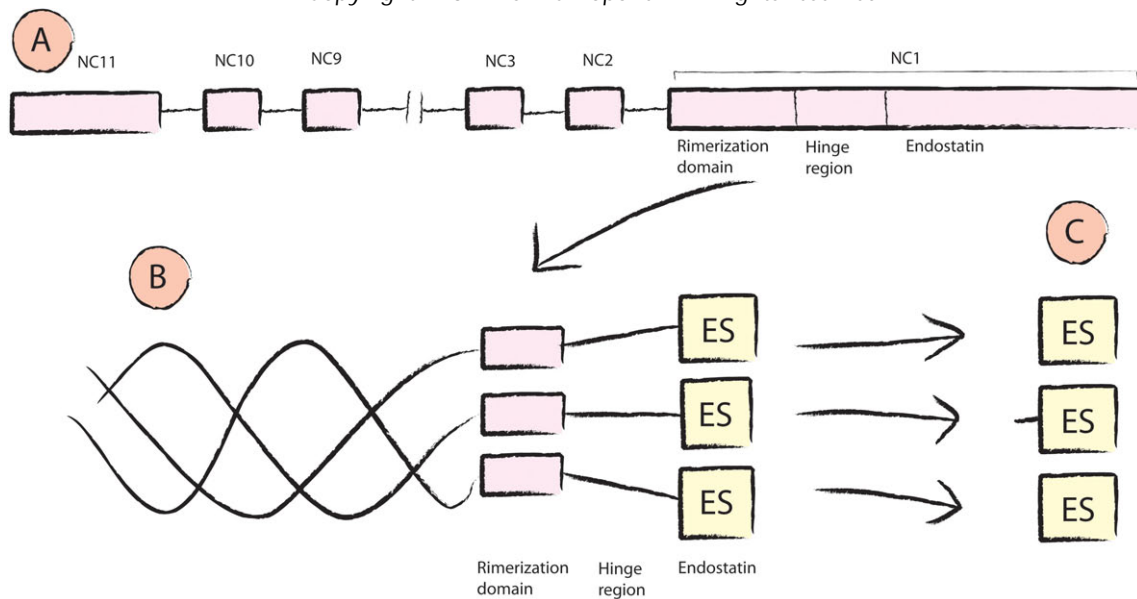 A
NC11
NC10
NC9
NC3
NC2
NC1
Rimerization
domain
Hinge
region
Endostatin
B
C
ES
ES
ES
ES
ES
ES
Rimerization
domain
Hinge
region
Endostatin